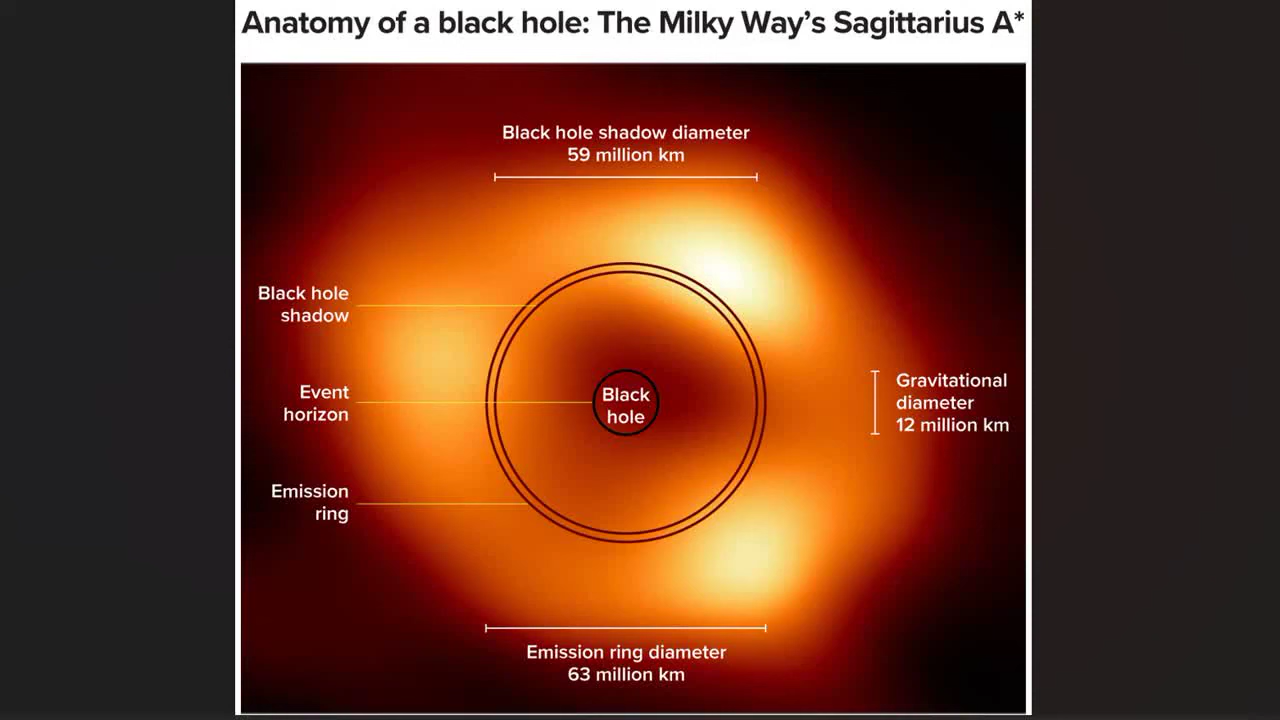 Anatomy of a black hole: The Milky Way’s Sagittarius A*
Black hole shadow diameter
59 million km
Black hole
shadow
Event
horizon
Black
hole
Gravitational
diameter
12 million km
Emission
ring
Emission ring diameter
63 million km